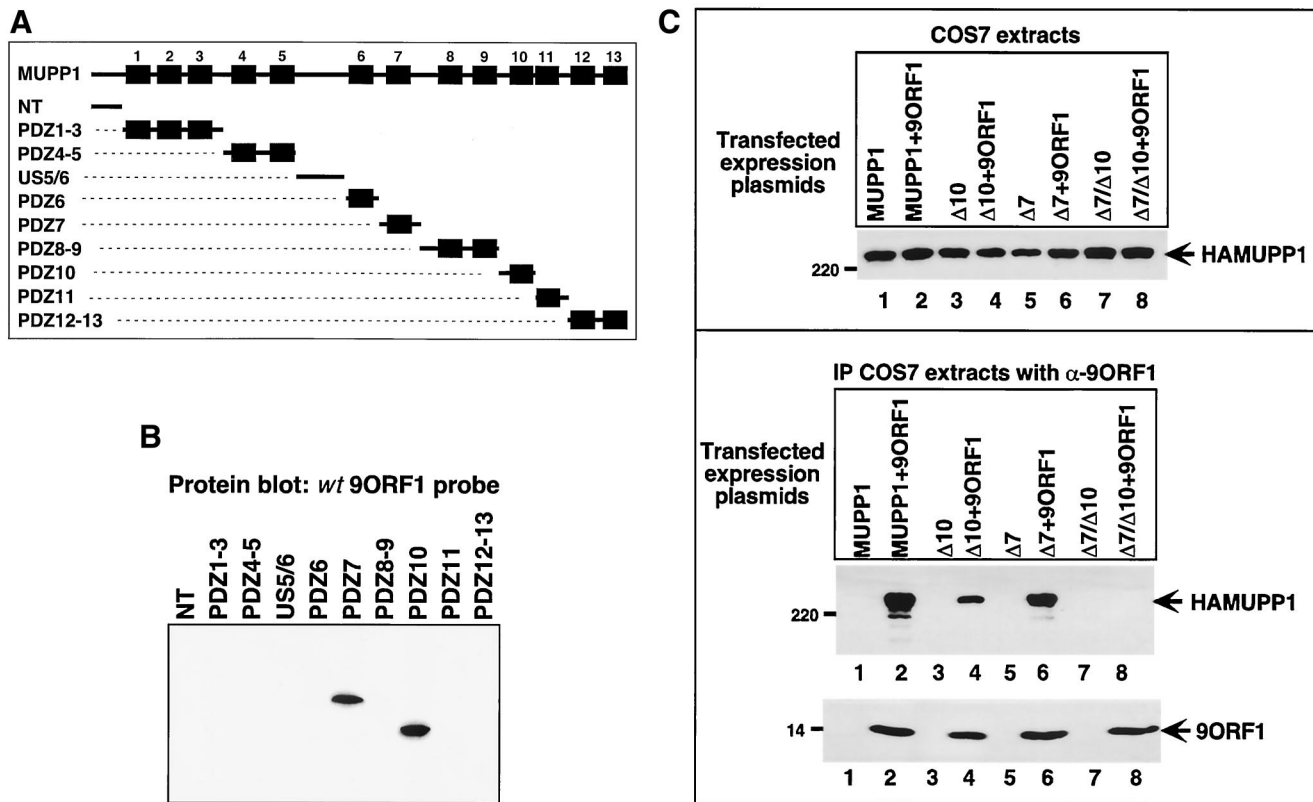 A
1 2 3 4 5 6 7 8 9 10 11 12 13
MUPP1
NT
PDZ1-3
PDZ4-5
US5/6
PDZ6
PDZ7
PDZ8-9
PDZ10
PDZ11
PDZ12-13
B
Protein blot: wt 9ORF1 probe
NT
PDZ1-3
PDZ4-5
US5/6
PDZ6
PDZ7
PDZ8-9
PDZ10
PDZ11
PDZ12-13
C
COS7 extracts
Transfected
expression
plasmids
MUPP1
MUPP1+9ORF1
Δ10
Δ10+9ORF1
Δ7
Δ7+9ORF1
Δ7/Δ10
Δ7/Δ10+9ORF1
220
HAMUPP1
1 2 3 4 5 6 7 8
IP COS7 extracts with α-9ORF1
Transfected
expression
plasmids
MUPP1
MUPP1+9ORF1
Δ10
Δ10+9ORF1
Δ7
Δ7+9ORF1
Δ7/Δ10
Δ7/Δ10+9ORF1
220
HAMUPP1
1 2 3 4 5 6 7 8
14
9ORF1
1 2 3 4 5 6 7 8